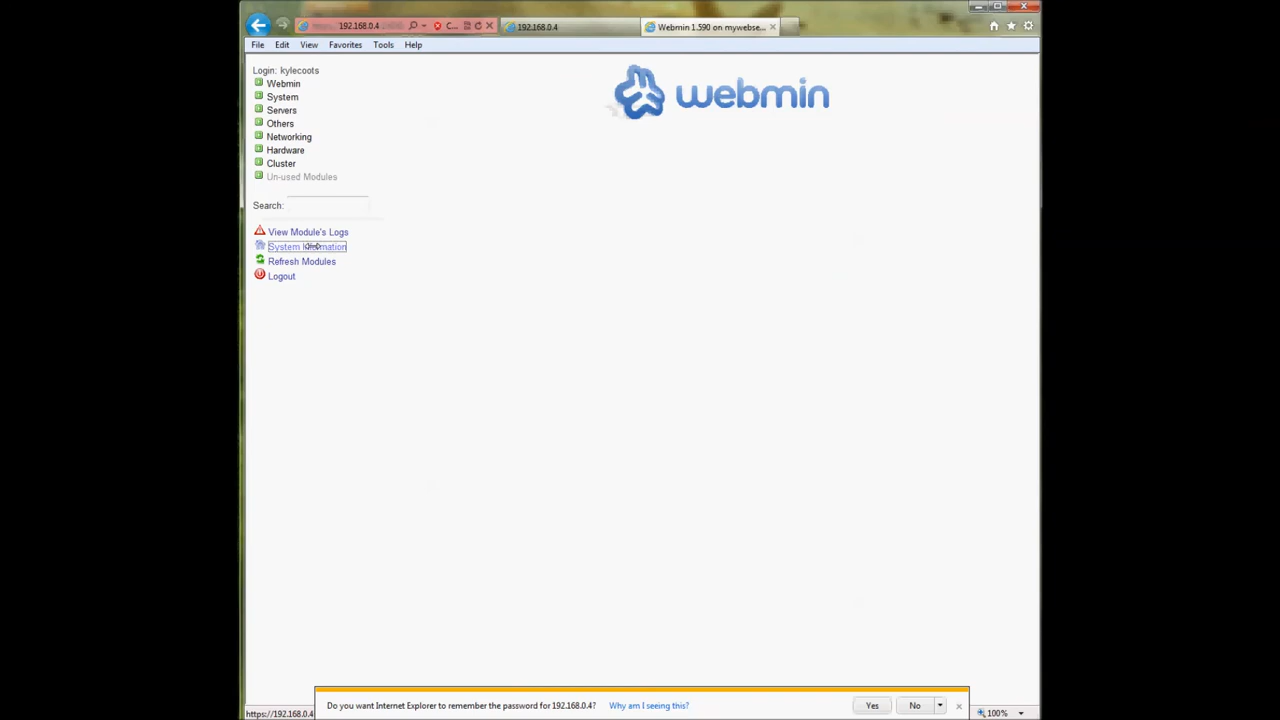 192.168.0.4
C...
192.168.0.4
Webmin 1.590 on mywebse...
File Edit View Favorites Tools Help
Login: kylecoots
Webmin
System
Servers
Others
Networking
Hardware
Cluster
Un-used Modules
Search:
View Module's Logs
System Information
Refresh Modules
Logout
webmin
Do you want Internet Explorer to remember the password for 192.168.0.4? Why am I seeing this? Yes No
https://192.168.0.4
100%